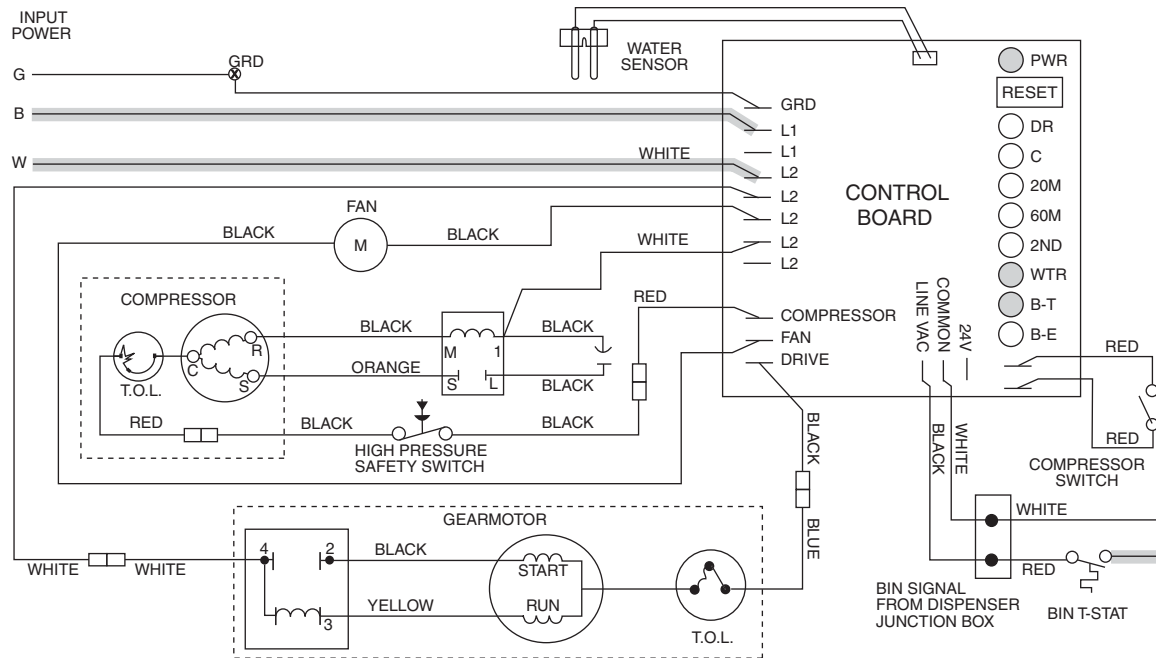 INPUT
POWER
G
GRD
B
W
WHITE
WATER
SENSOR
GRD
L1
L1
L2
L2
L2
L2
L2
CONTROL
BOARD
PWR
RESET
DR
C
20M
60M
2ND
WTR
B-T
B-E
FAN
M
BLACK
BLACK
WHITE
RED
COMPRESSOR
FAN
DRIVE
LINE VAC
COMMON
24V
COMPRESSOR
T.O.L.
C
R
S
BLACK
ORANGE
M
1
S
L
BLACK
BLACK
RED
BLACK
BLACK
HIGH PRESSURE
SAFETY SWITCH
RED
RED
COMPRESSOR
SWITCH
BLACK
WHITE
BLACK
BLUE
WHITE
RED
BIN SIGNAL
FROM DISPENSER
JUNCTION BOX
BIN T-STAT
GEARMOTOR
WHITE
WHITE
4
2
3
BLACK
YELLOW
START
RUN
T.O.L.